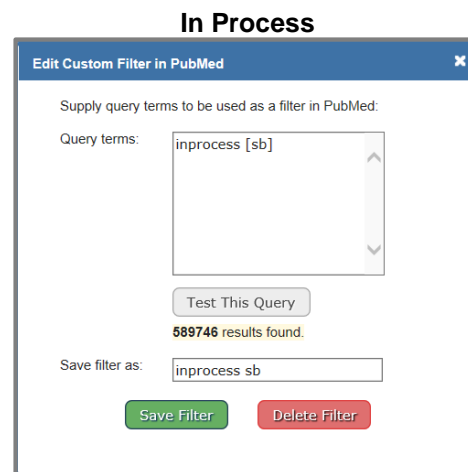 In Process
Edit Custom Filter in PubMed ×
Supply query terms to be used as a filter in PubMed:
Query terms:
inprocess [sb]
Test This Query
589746 results found.
Save filter as:
inprocess sb
Save Filter Delete Filter